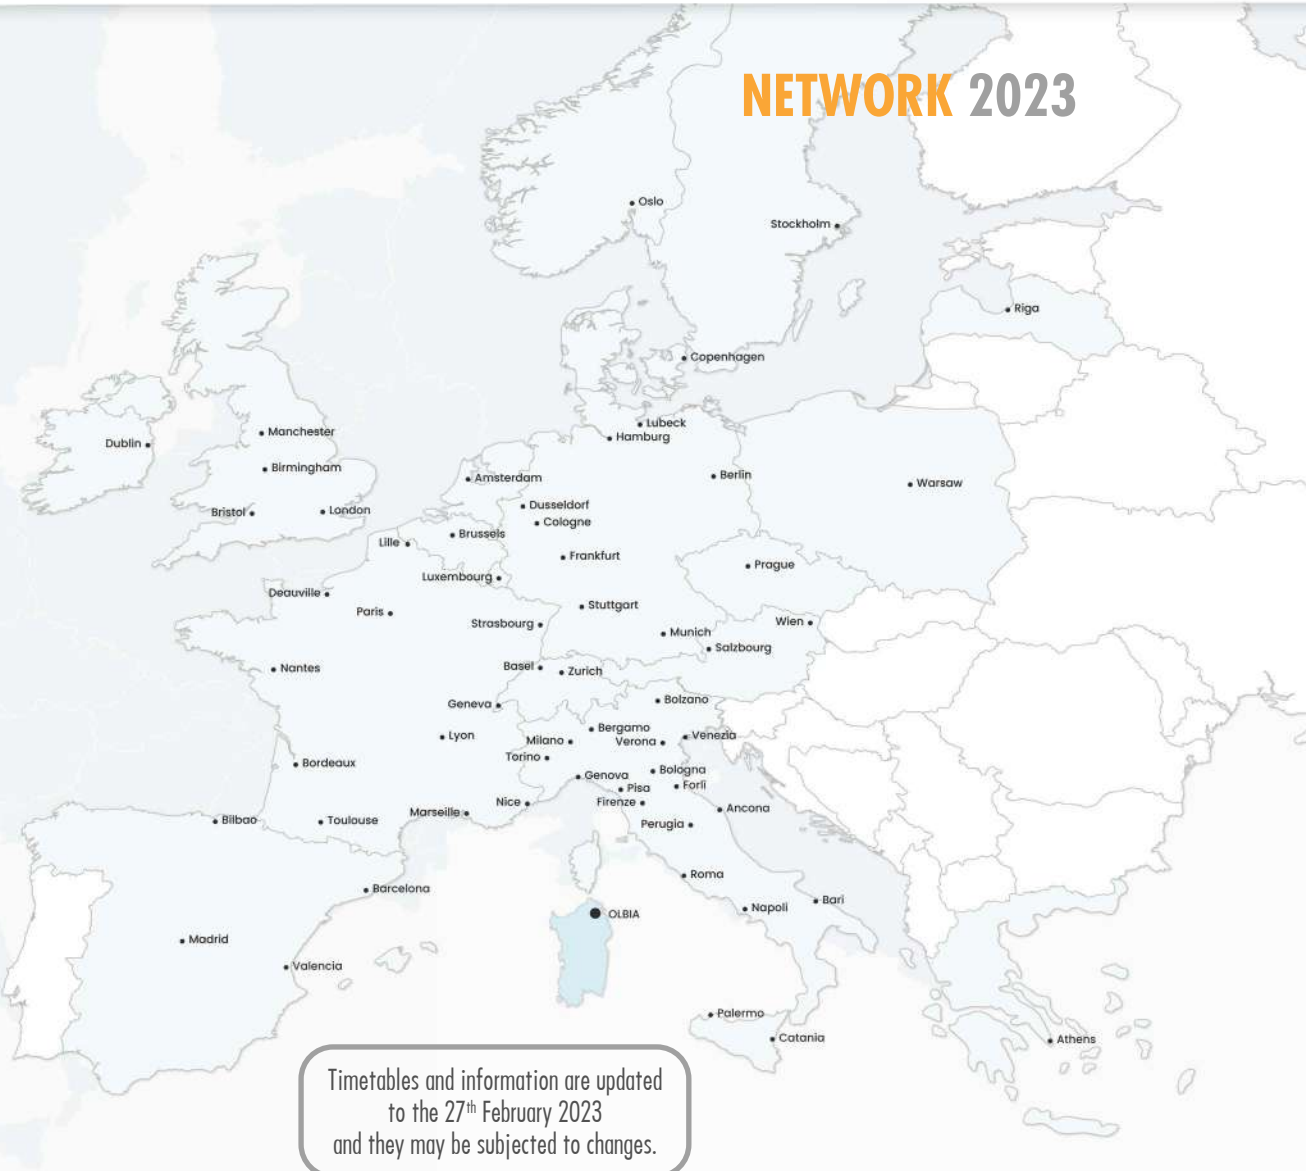 NETWORK 2023
Oslo
Stockholm
Riga
Copenhagen
Lubeck
Hamburg
Manchester
Dublin
Birmingham
Amsterdam
Berlin
Warsaw
Bristol
London
Dusseldorf
Cologne
Brussels
Lille
Frankfurt
Prague
Luxembourg
Deauville
Paris
Stuttgart
Strasbourg
Wien
Munich
Salzbourg
Nantes
Basel
Zurich
Geneva
Bolzano
Lyon
Bergamo
Milano
Verona
Venezia
Torino
Bordeaux
Genova
Bologna
Pisa
Forlì
Nice
Firenze
Marseille
Ancona
Bilbao
Toulouse
Perugia
Roma
Barcelona
Napoli
Bari
OLBIA
Madrid
Valencia
Palermo
Catania
Athens
Timetables and information are updated
to the 27th February 2023
and they may be subjected to changes.